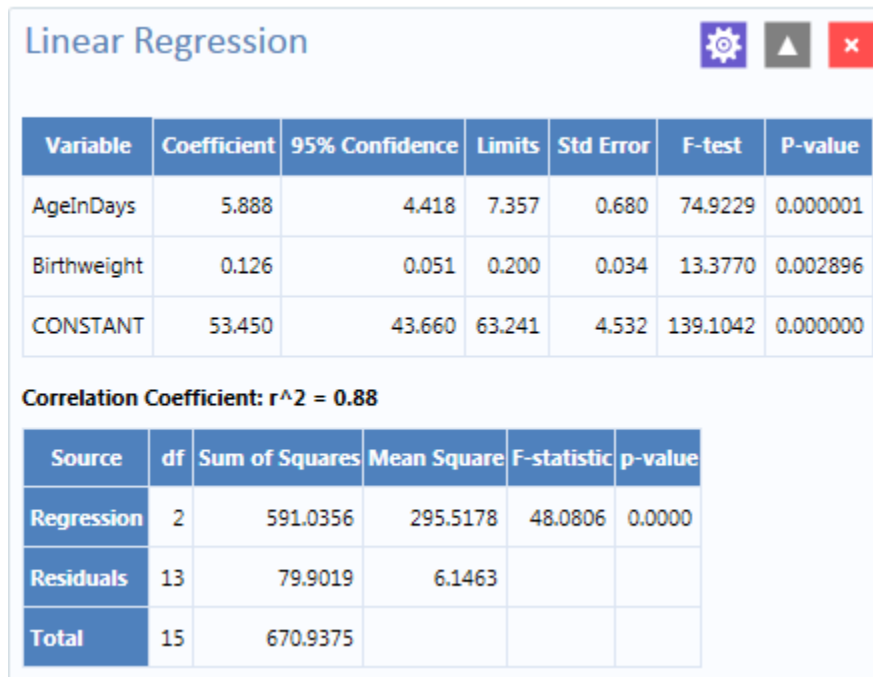 Linear Regression
Variable Coefficient 95% Confidence Limits Std Error F-test P-value
AgeInDays 5.888 4.418 7.357 0.680 74.9229 0.000001
Birthweight 0.126 0.051 0.200 0.034 13.3770 0.002896
CONSTANT 53.450 43.660 63.241 4.532 139.1042 0.000000
Correlation Coefficient: r^2 = 0.88
Source df Sum of Squares Mean Square F-statistic p-value
Regression 2 591.0356 295.5178 48.0806 0.0000
Residuals 13 79.9019 6.1463
Total 15 670.9375